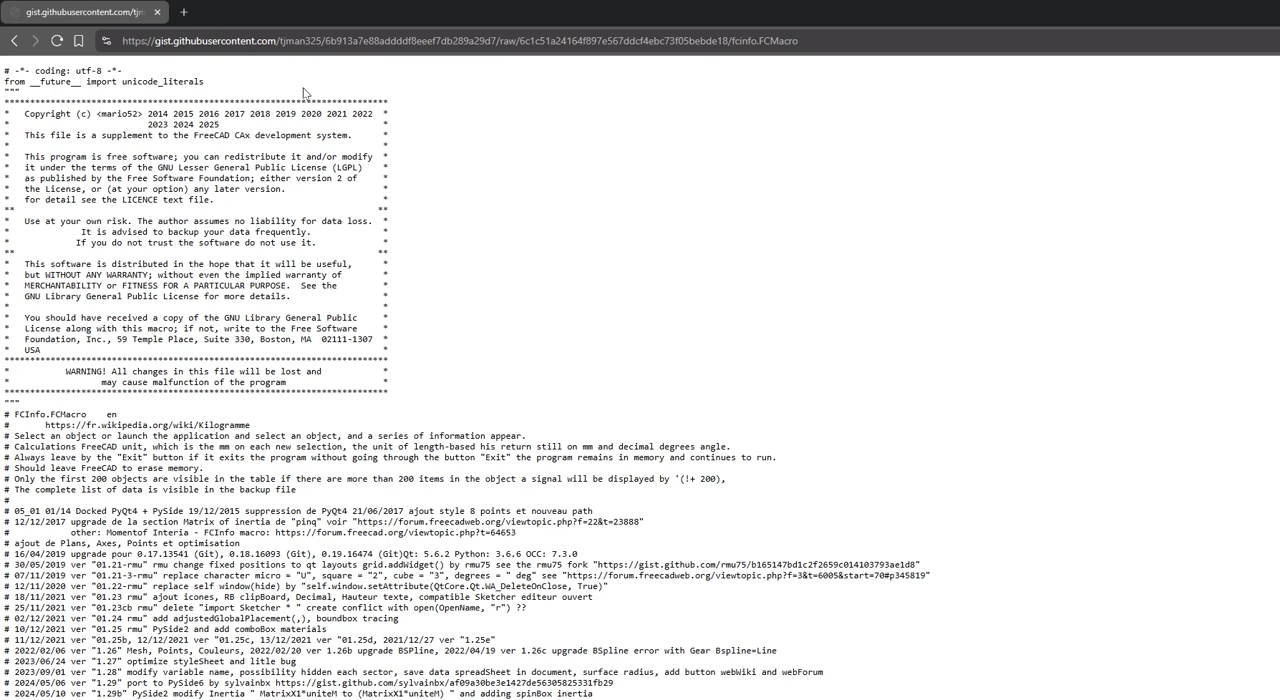 gist.githubusercontent.com/tjm
https://gist.githubusercontent.com/tjman325/6b913a7e88addddf8eeef7db289a29d7/raw/6c1c51a24164f897e567ddcf4ebc73f05bebde18/fcinfo.FCMacro
# -*- coding: utf-8 -*-
from __future__ import unicode_literals
"""
***************************************************************************
*   Copyright (c) <mario52> 2014 2015 2016 2017 2018 2019 2020 2021 2022  *
*                           2023 2024 2025                                *
*   This file is a supplement to the FreeCAD CAx development system.      *
*                                                                         *
*   This program is free software; you can redistribute it and/or modify  *
*   it under the terms of the GNU Lesser General Public License (LGPL)    *
*   as published by the Free Software Foundation; either version 2 of     *
*   the License, or (at your option) any later version.                   *
*   for detail see the LICENCE text file.                                 *
**                                                                       **
*   Use at your own risk. The author assumes no liability for data loss.  *
*              It is advised to backup your data frequently.              *
*             If you do not trust the software do not use it.             *
**                                                                       **
*   This software is distributed in the hope that it will be useful,      *
*   but WITHOUT ANY WARRANTY; without even the implied warranty of        *
*   MERCHANTABILITY or FITNESS FOR A PARTICULAR PURPOSE.  See the         *
*   GNU Library General Public License for more details.                  *
*                                                                         *
*   You should have received a copy of the GNU Library General Public     *
*   License along with this macro; if not, write to the Free Software     *
*   Foundation, Inc., 59 Temple Place, Suite 330, Boston, MA  02111-1307  *
*   USA                                                                   *
***************************************************************************
*           WARNING! All changes in this file will be lost and            *
*                  may cause malfunction of the program                   *
***************************************************************************
"""
# FCInfo.FCMacro    en
#       https://fr.wikipedia.org/wiki/Kilogramme
# Select an object or launch the application and select an object, and a series of information appear.
# Calculations FreeCAD unit, which is the mm on each new selection, the unit of length-based his return still on mm and decimal degrees angle.
# Always leave by the "Exit" button if it exits the program without going through the button "Exit" the program remains in memory and continues to run.
# Should leave FreeCAD to erase memory.
# Only the first 200 objects are visible in the table if there are more than 200 items in the object a signal will be displayed by '(!+ 200),
# The complete list of data is visible in the backup file
#
# 05_01 01/14 Docked PyQt4 + PySide 19/12/2015 suppression de PyQt4 21/06/2017 ajout style 8 points et nouveau path
# 12/12/2017 upgrade de la section Matrix of inertia de "pinq" voir "https://forum.freecadweb.org/viewtopic.php?f=22&t=23888"
#            other: Momentof Interia - FCInfo macro: https://forum.freecad.org/viewtopic.php?t=64653
# ajout de Plans, Axes, Points et optimisation
# 16/04/2019 upgrade pour 0.17.13541 (Git), 0.18.16093 (Git), 0.19.16474 (Git)Qt: 5.6.2 Python: 3.6.6 OCC: 7.3.0
# 30/05/2019 ver "01.21-rmu" rmu change fixed positions to qt layouts grid.addWidget() by rmu75 see the rmu75 fork "https://gist.github.com/rmu75/b165147bd1c2f2659c014103793ae1d8"
# 07/11/2019 ver "01.21-3-rmu" replace character micro = "U", square = "2", cube = "3", degrees = " deg" see "https://forum.freecadweb.org/viewtopic.php?f=3&t=6005&start=70#p345819"
# 12/11/2020 ver "01.22-rmu" replace self window(hide) by "self.window.setAttribute(QtCore.Qt.WA_DeleteOnClose, True)"
# 18/11/2021 ver "01.23 rmu" ajout icones, RB clipBoard, Decimal, Hauteur texte, compatible Sketcher editeur ouvert
# 25/11/2021 ver "01.23cb rmu" delete "import Sketcher * " create conflict with open(OpenName, "r") ??
# 02/12/2021 ver "01.24 rmu" add adjustedGlobalPlacement(,), boundbox tracing
# 10/12/2021 ver "01.25 rmu" PySide2 and add comboBox materials
# 11/12/2021 ver "01.25b, 12/12/2021 ver "01.25c, 13/12/2021 ver "01.25d, 2021/12/27 ver "1.25e"
# 2022/02/06 ver "1.26" Mesh, Points, Couleurs, 2022/02/20 ver 1.26b upgrade BSPline, 2022/04/19 ver 1.26c upgrade BSpline error with Gear Bspline=Line
# 2023/06/24 ver "1.27" optimize styleSheet and litle bug
# 2023/09/01 ver "1.28" modify variable name, possibility hidden each sector, save data spreadSheet in document, surface radius, add button webWiki and webForum
# 2024/05/06 ver "1.29" port to PySide6 by sylvainbx https://gist.github.com/sylvainbx/af09a30be3e1427de56305825331fb29
# 2024/05/10 ver "1.29b" PySide2 modify Inertia " MatrixX1*uniteM to (MatrixX1*uniteM) " and adding spinBox inertia